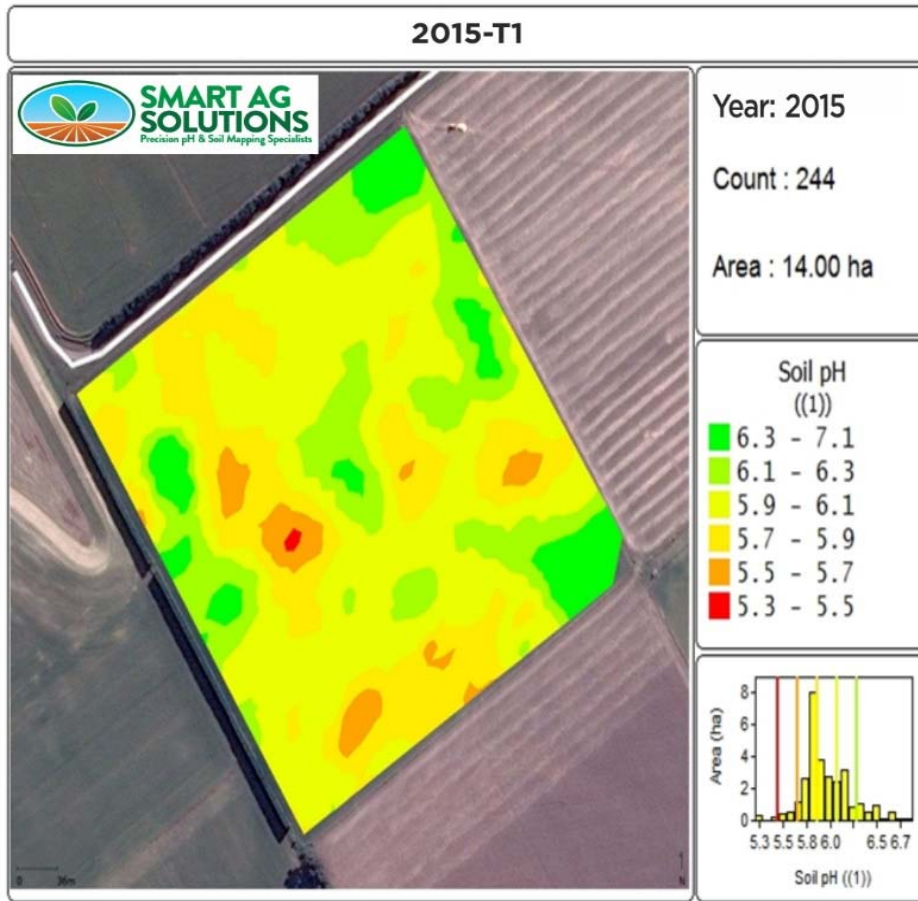 2015-T1
SMART AG
SOLUTIONS
Precision pH & Soil Mapping Specialists
Year: 2015
Count : 244
Area : 14.00 ha
Soil pH
((1))
6.3 - 7.1
6.1 - 6.3
5.9 - 6.1
5.7 - 5.9
5.5 - 5.7
5.3 - 5.5
Area (ha)
8
6
4
2
0
5.3 5.5 5.8 6.0 6.5 6.7
Soil pH ((1))
0 36m
N